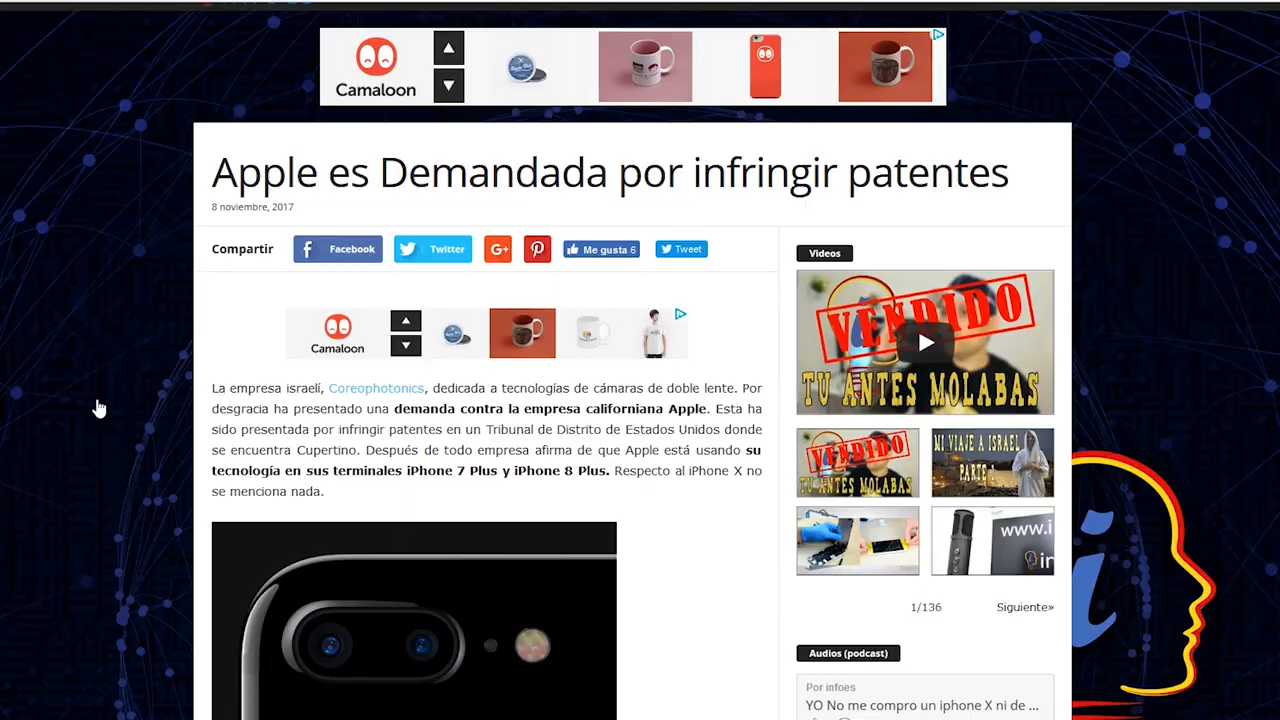 Camaloon
Apple es Demandada por infringir patentes
8 noviembre, 2017
Compartir
Facebook
Twitter
G+
Me gusta 6
Tweet
Camaloon
La empresa israelí, Coreophotonics, dedicada a tecnologías de cámaras de doble lente. Por
desgracia ha presentado una demanda contra la empresa californiana Apple. Esta ha
sido presentada por infringir patentes en un Tribunal de Distrito de Estados Unidos donde
se encuentra Cupertino. Después de todo empresa afirma de que Apple está usando su
tecnología en sus terminales iPhone 7 Plus y iPhone 8 Plus. Respecto al iPhone X no
se menciona nada.
Videos
VENDIDO
TU ANTES MOLABAS
VENDIDO
TU ANTES MOLABAS
MI VIAJE A ISRAEL
PARTE 1
www.i
in
1/136
Siguiente»
Audios (podcast)
Por infoes
YO No me compro un iphone X ni de ...